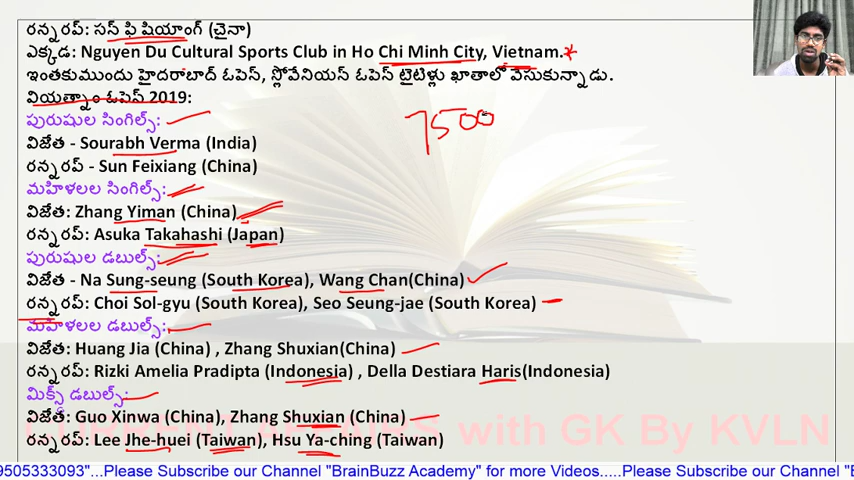 రన్నరప్: సన్ ఫి షియాంగ్ (చైనా)
ఎక్కడ: Nguyen Du Cultural Sports Club in Ho Chi Minh City, Vietnam.
ఇంతకుముందు హైదరాబాద్ ఓపెన్, స్లోవేనియన్ ఓపెన్ టైటిళ్లు ఖాతాలో వేసుకున్నాడు.
వియత్నాం ఓపెన్ 2019:
7500
పురుషుల సింగిల్స్:
విజేత - Sourabh Verma (India)
రన్నరప్ - Sun Feixiang (China)
మహిళలల సింగిల్స్:
విజేత: Zhang Yiman (China)
రన్నరప్: Asuka Takahashi (Japan)
పురుషుల డబుల్స్:
విజేత - Na Sung-seung (South Korea), Wang Chan(China)
రన్నరప్: Choi Sol-gyu (South Korea), Seo Seung-jae (South Korea)
మహిళలల డబుల్స్:
విజేత: Huang Jia (China) , Zhang Shuxian(China)
రన్నరప్: Rizki Amelia Pradipta (Indonesia) , Della Destiara Haris(Indonesia)
మిక్స్డ్ డబుల్స్:
విజేత: Guo Xinwa (China), Zhang Shuxian (China)
CURRENT AFFAIRS with GK By KVLN
రన్నరప్: Lee Jhe-huei (Taiwan), Hsu Ya-ching (Taiwan)
9505333093"...Please Subscribe our Channel "BrainBuzz Academy" for more Videos.....Please Subscribe our Channel "B